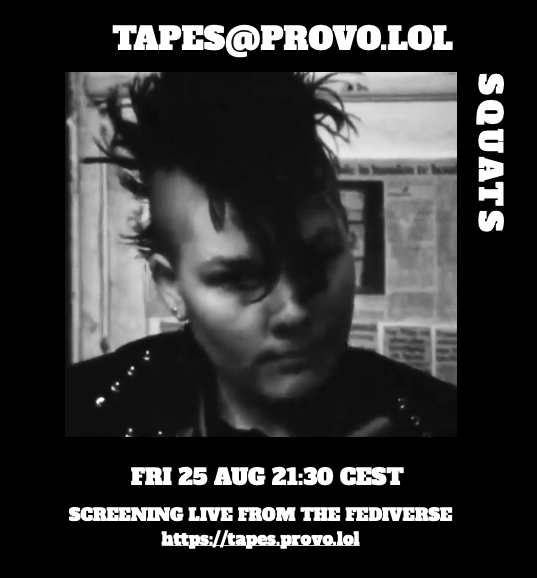 TAPES@PROVO.LOL
SQUATS
FRI 25 AUG 21:30 CEST
SCREENING LIVE FROM THE FEDIVERSE
https://tapes.provo.lol